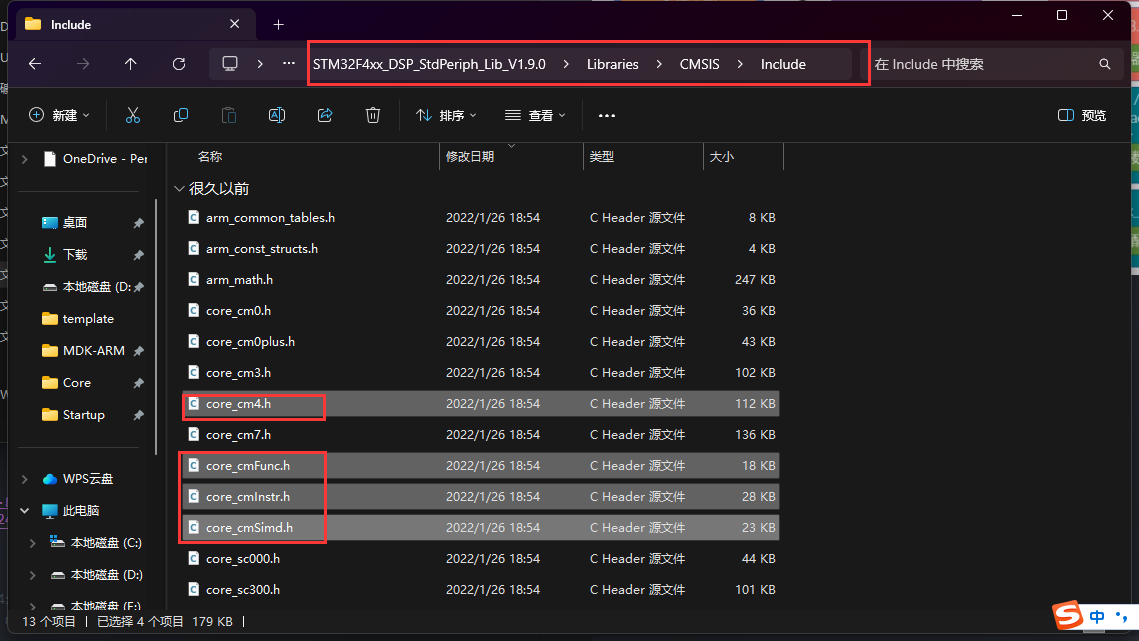 Include
STM32F4xx_DSP_StdPeriph_Lib_V1.9.0 > Libraries > CMSIS > Include
在 Include 中搜索
新建 排序 查看 ••• 预览
OneDrive - Per
桌面
下载
本地磁盘 (D:
template
MDK-ARM
Core
Startup
WPS云盘
此电脑
本地磁盘 (C:)
本地磁盘 (D:)
本地磁盘 (E:)
名称 修改日期 类型 大小
很久以前
arm_common_tables.h 2022/1/26 18:54 C Header 源文件 8 KB
arm_const_structs.h 2022/1/26 18:54 C Header 源文件 4 KB
arm_math.h 2022/1/26 18:54 C Header 源文件 247 KB
core_cm0.h 2022/1/26 18:54 C Header 源文件 36 KB
core_cm0plus.h 2022/1/26 18:54 C Header 源文件 43 KB
core_cm3.h 2022/1/26 18:54 C Header 源文件 102 KB
core_cm4.h 2022/1/26 18:54 C Header 源文件 112 KB
core_cm7.h 2022/1/26 18:54 C Header 源文件 136 KB
core_cmFunc.h 2022/1/26 18:54 C Header 源文件 18 KB
core_cmInstr.h 2022/1/26 18:54 C Header 源文件 28 KB
core_cmSimd.h 2022/1/26 18:54 C Header 源文件 23 KB
core_sc000.h 2022/1/26 18:54 C Header 源文件 44 KB
core_sc300.h 2022/1/26 18:54 C Header 源文件 101 KB
13 个项目 | 已选择 4 个项目 179 KB |
中